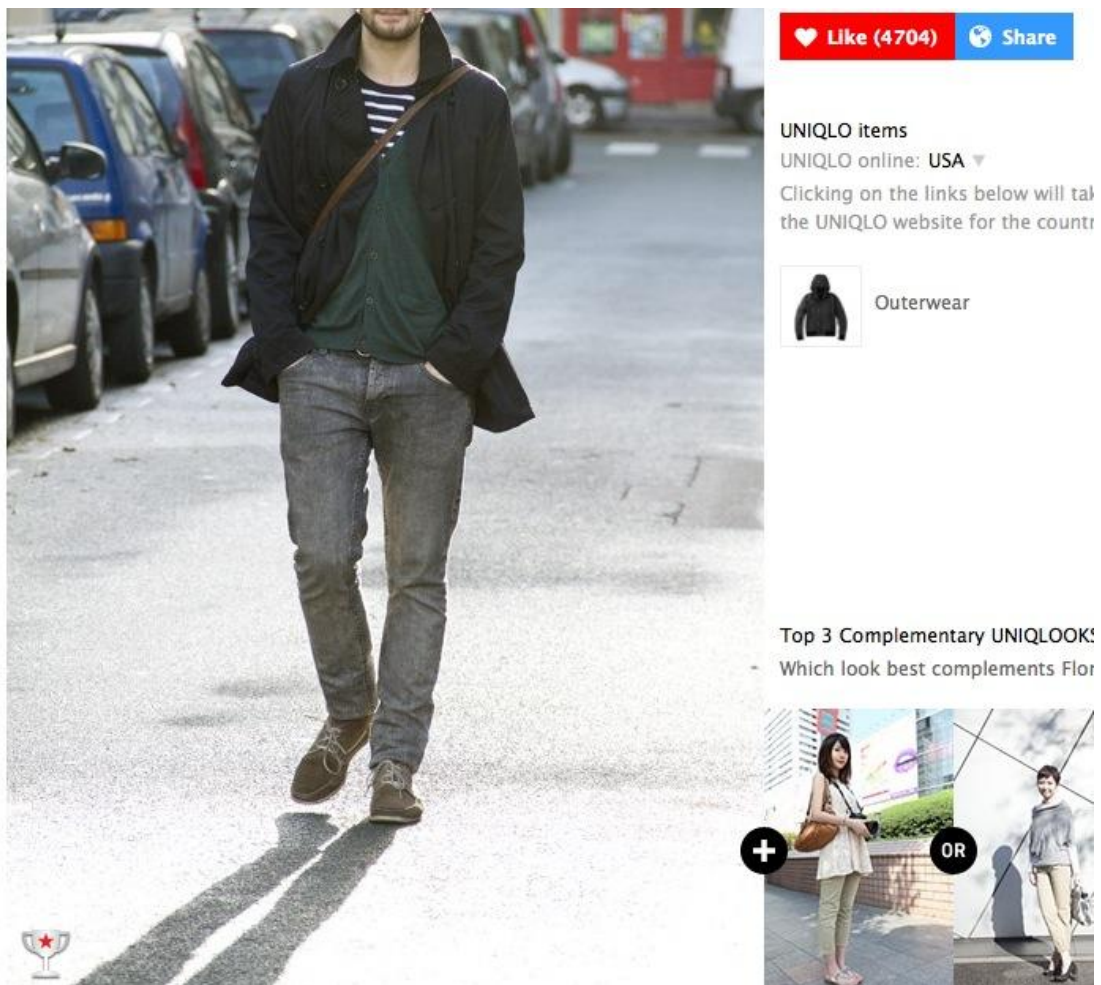 Like (4704)
Share
UNIQLO items
UNIQLO online: USA
Clicking on the links below will tak
the UNIQLO website for the countr
Outerwear
Top 3 Complementary UNIQLOOKS
Which look best complements Flor
OR